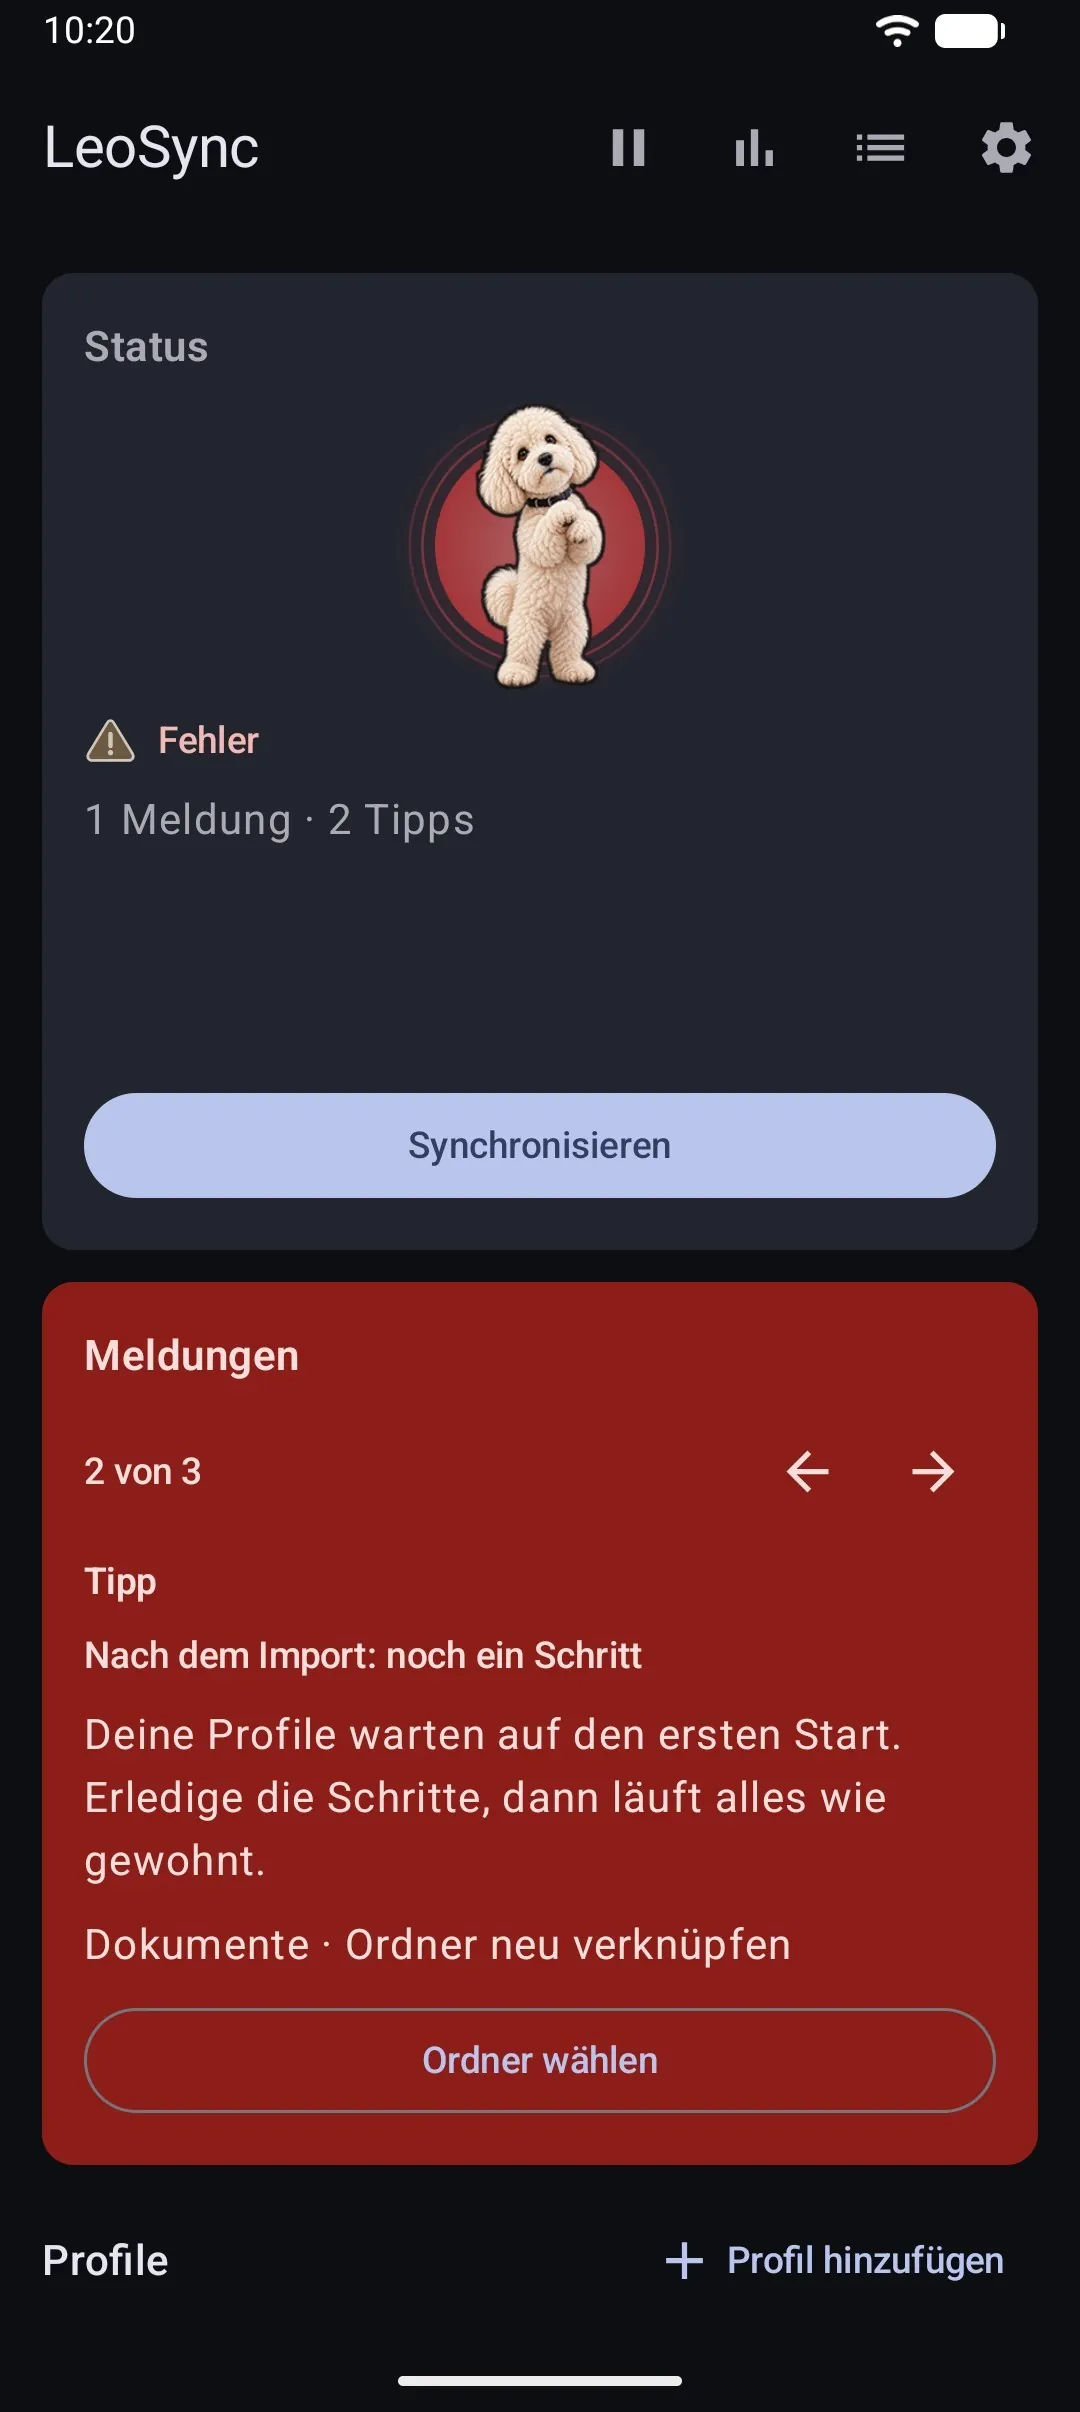 10:20
LeoSync
Status
Fehler
1 Meldung · 2 Tipps
Synchronisieren
Meldungen
2 von 3
Tipp
Nach dem Import: noch ein Schritt
Deine Profile warten auf den ersten Start.
Erledige die Schritte, dann läuft alles wie
gewohnt.
Dokumente · Ordner neu verknüpfen
Ordner wählen
Profile
Profil hinzufügen